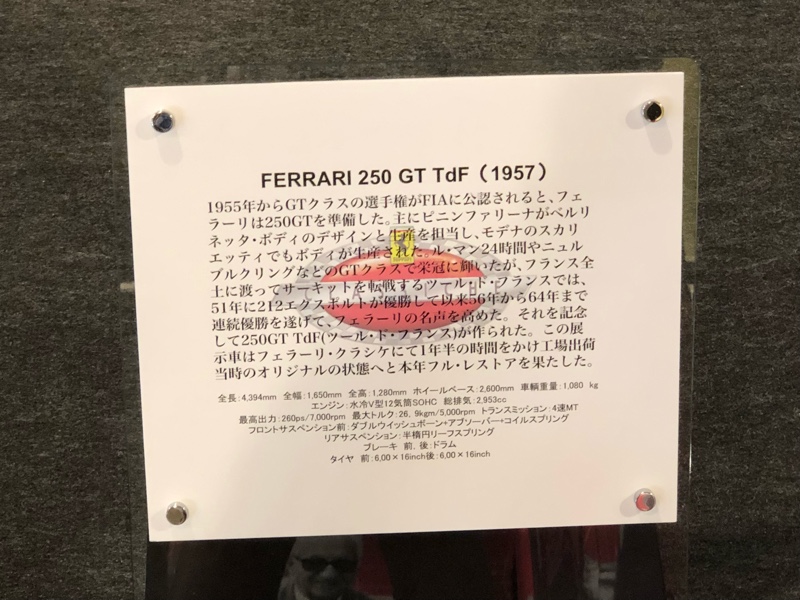 FERRARI 250 GT TdF（1957）
1955年からGTクラスの選手権がFIAに公認されると、フェ
ラーリは250GTを準備した。主にピニンファリーナがベルリ
ネッタ・ボディのデザインと生産を担当し、モデナのスカリ
エッティでもボディが生産された。ル・マン24時間やニュル
ブルクリングなどのGTクラスで栄冠に輝いたが、フランス全
土に渡ってサーキットを転戦するツール・ド・フランスでは、
51年に212エクスポルトが優勝して以来56年から64年まで
連続優勝を遂げて、フェラーリの名声を高めた。それを記念
して250GT TdF(ツール・ド・フランス)が作られた。この展
示車はフェラーリ・クラシケにて1年半の時間をかけ工場出荷
当時のオリジナルの状態へと本年フル・レストアを果たした。
全長：4,394mm 全幅：1,650mm 全高：1,280mm ホイールベース：2,600mm 車輌重量：1,080 kg
エンジン：水冷V型12気筒SOHC 総排気：2,953cc
最高出力：260ps/7,000rpm 最大トルク：26, 9kgm/5,000rpm トランスミッション：4速MT
フロントサスペンション前：ダブルウイッシュボーン+アブソーバー+コイルスプリング
リアサスペンション：半楕円リーフスプリング
ブレーキ 前、後：ドラム
タイヤ 前：6,00×16inch後：6,00×16inch